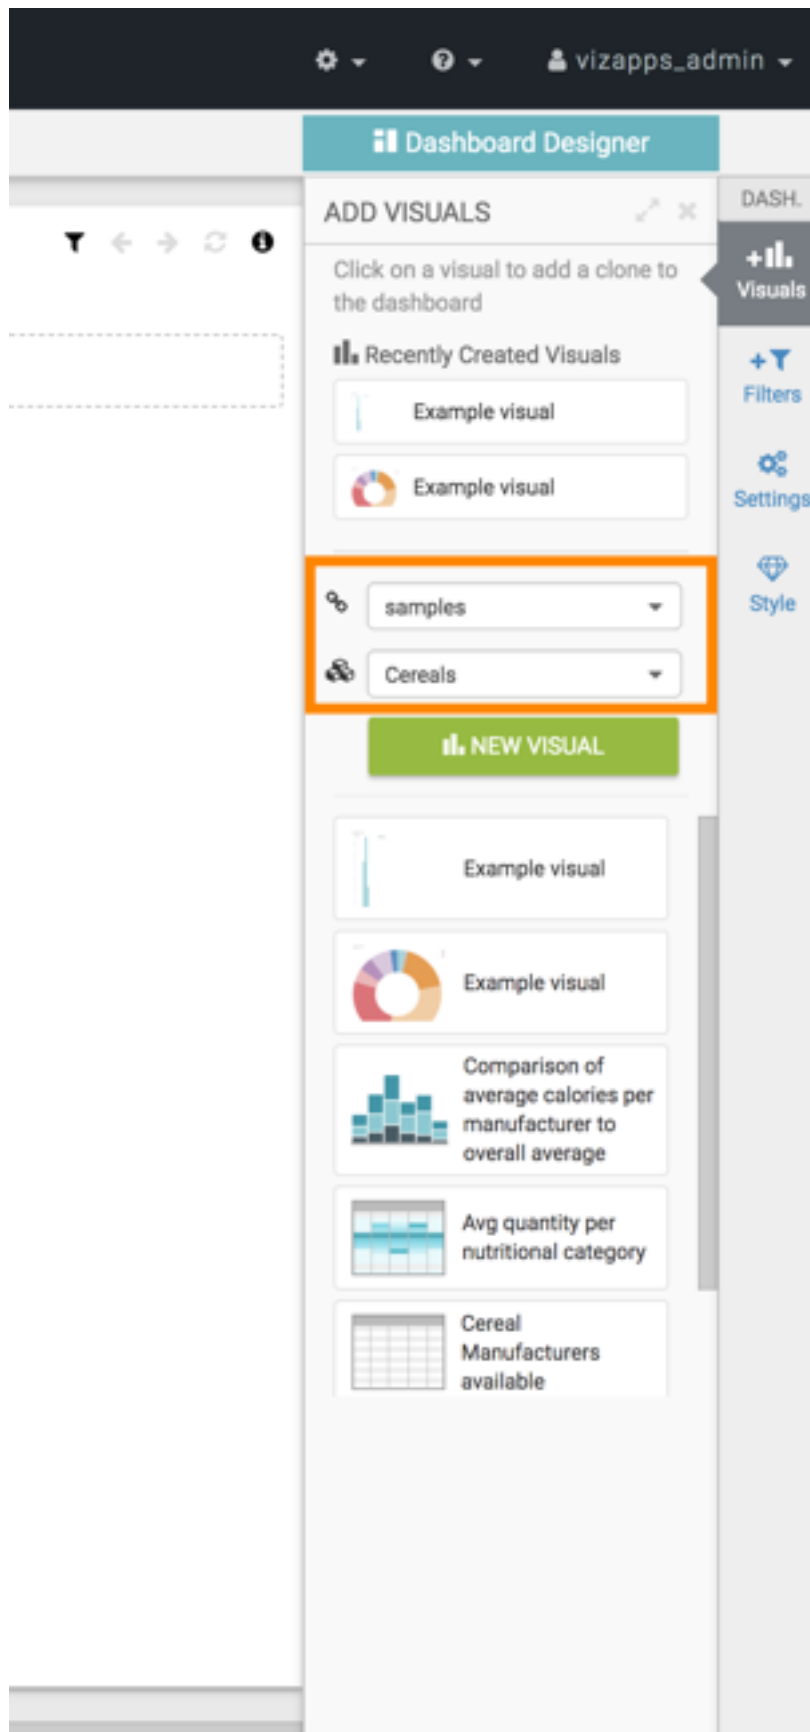 vizapps_admin
Dashboard Designer
ADD VISUALS
DASH.
Click on a visual to add a clone to
the dashboard
Visuals
Recently Created Visuals
Filters
Example visual
Example visual
Settings
samples
Style
Cereals
NEW VISUAL
Example visual
Example visual
Comparison of
average calories per
manufacturer to
overall average
Avg quantity per
nutritional category
Cereal
Manufacturers
available